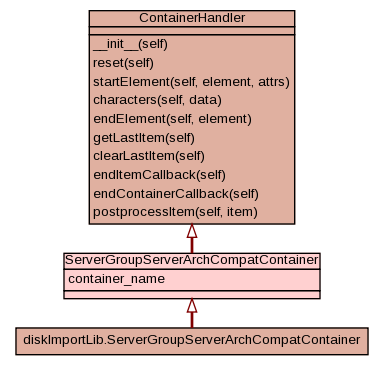 ContainerHandler
__init__(self)
reset(self)
startElement(self, element, attrs)
characters(self, data)
endElement(self, element)
getLastItem(self)
clearLastItem(self)
endItemCallback(self)
endContainerCallback(self)
postprocessItem(self, item)
ServerGroupServerArchCompatContainer
container_name
diskImportLib.ServerGroupServerArchCompatContainer